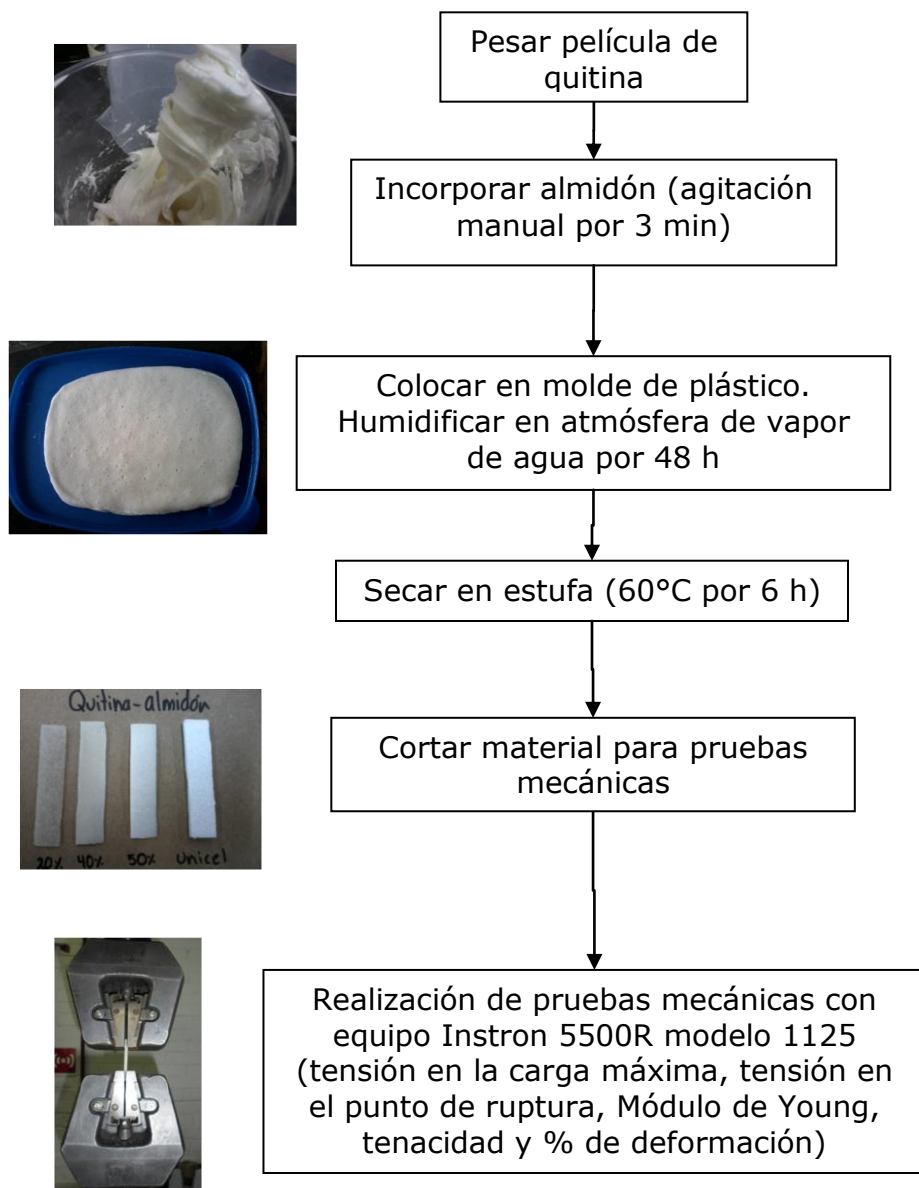 Pesar película de
quitina
Incorporar almidón (agitación
manual por 3 min)
Colocar en molde de plástico.
Humidificar en atmósfera de vapor
de agua por 48 h
Secar en estufa (60°C por 6 h)
Quitina-almidón
20% 40% 50% Unicel
Cortar material para pruebas
mecánicas
Realización de pruebas mecánicas con
equipo Instron 5500R modelo 1125
(tensión en la carga máxima, tensión en
el punto de ruptura, Módulo de Young,
tenacidad y % de deformación)